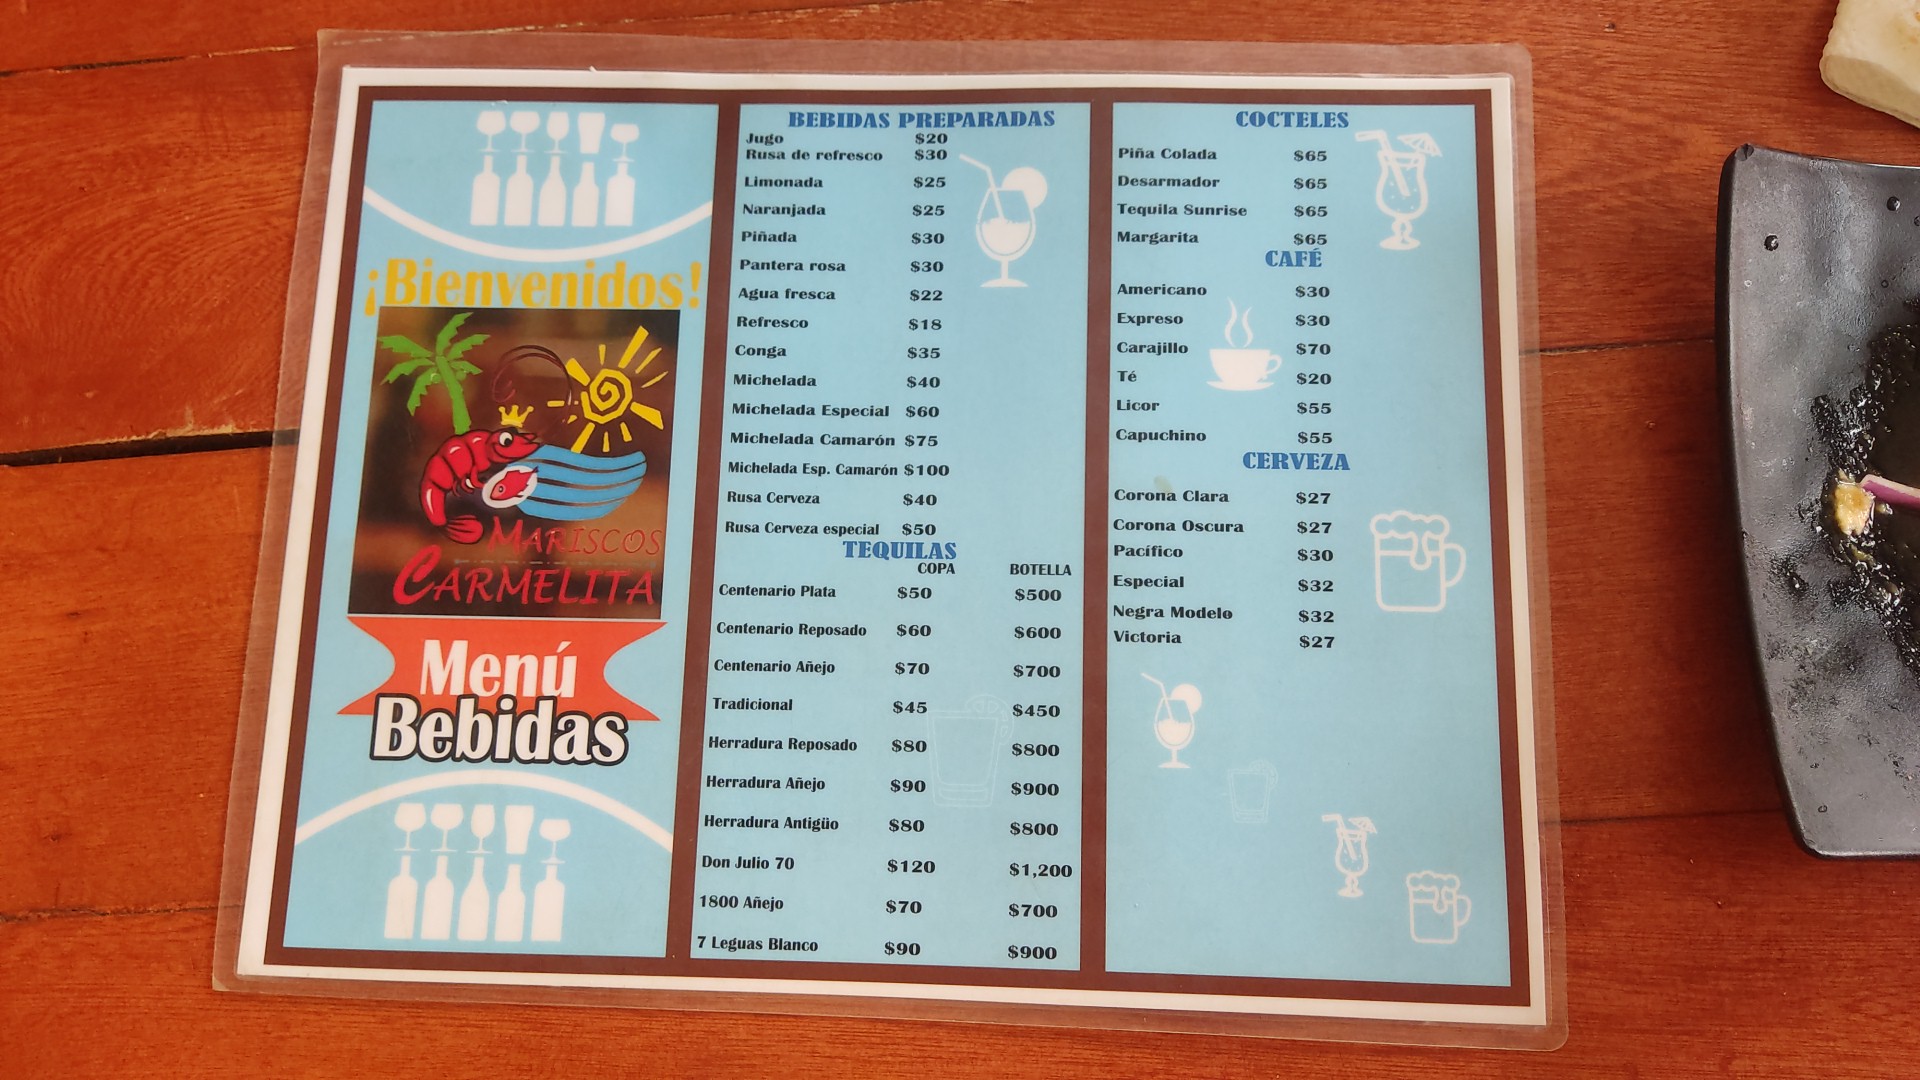 ¡Bienvenidos!
MARISCOS
CARMELITA
Menú
Bebidas
BEBIDAS PREPARADAS
Jugo $20
Rusa de refresco $30
Limonada $25
Naranjada $25
Piñada $30
Pantera rosa $30
Agua fresca $22
Refresco $18
Conga $35
Michelada $40
Michelada Especial $60
Michelada Camarón $75
Michelada Esp. Camarón $100
Rusa Cerveza $40
Rusa Cerveza especial $50
TEQUILAS
COPA BOTELLA
Centenario Plata $50 $500
Centenario Reposado $60 $600
Centenario Añejo $70 $700
Tradicional $45 $450
Herradura Reposado $80 $800
Herradura Añejo $90 $900
Herradura Antigüo $80 $800
Don Julio 70 $120 $1,200
1800 Añejo $70 $700
7 Leguas Blanco $90 $900
COCTELES
Piña Colada $65
Desarmador $65
Tequila Sunrise $65
Margarita $65
CAFÉ
Americano $30
Expreso $30
Carajillo $70
Té $20
Licor $55
Capuchino $55
CERVEZA
Corona Clara $27
Corona Oscura $27
Pacífico $30
Especial $32
Negra Modelo $32
Victoria $27